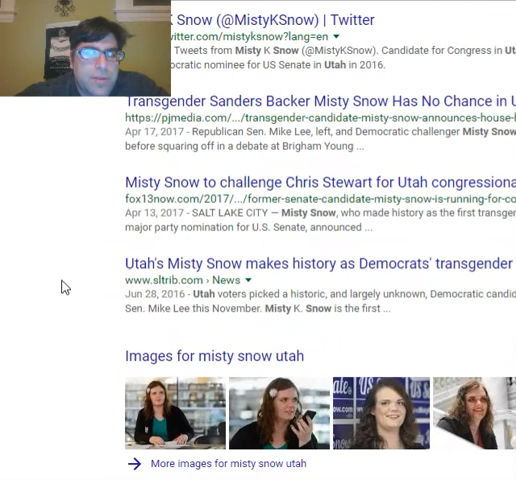 K Snow (@MistyKSnow) | Twitter
witter.com/mistyksnow?lang=en
Tweets from Misty K Snow (@MistyKSnow). Candidate for Congress in
ocratic nominee for US Senate in Utah in 2016.
Transgender Sanders Backer Misty Snow Has No Chance in
https://pjmedia.com/.../transgender-candidate-misty-snow-announces-house-
Apr 17, 2017 - Republican Sen. Mike Lee, left, and Democratic challenger Misty Snow
before squaring off in a debate at Brigham Young ...
Misty Snow to challenge Chris Stewart for Utah congressiona
fox13now.com/2017/.../former-senate-candidate-misty-snow-is-running-for-co
Apr 13, 2017 - SALT LAKE CITY — Misty Snow, who made history as the first transger
major party nomination for U.S. Senate, announced ...
Utah's Misty Snow makes history as Democrats' transgender
www.sltrib.com › News
Jun 28, 2016 - Utah voters picked a historic, and largely unknown, Democratic candid
Sen. Mike Lee this November. Misty K. Snow is the first ...
Images for misty snow utah
More images for misty snow utah